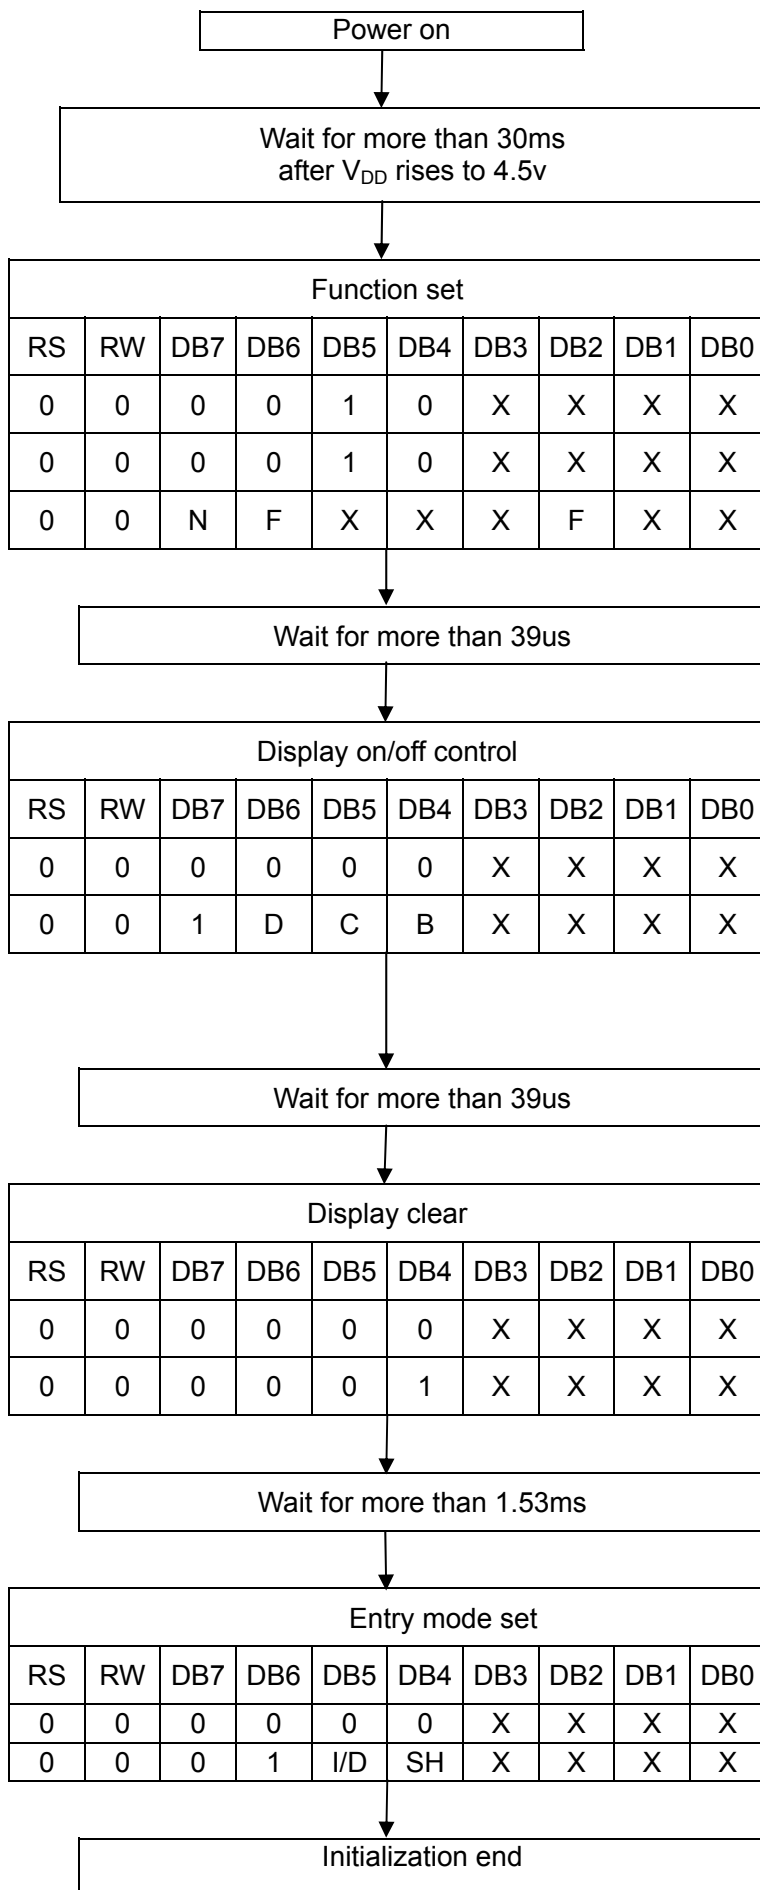 Power on
Wait for more than 30ms
after VDD rises to 4.5v
Function set
RS RW DB7 DB6 DB5 DB4 DB3 DB2 DB1 DB0
0 0 0 0 1 0 X X X X
0 0 0 0 1 0 X X X X
0 0 N F X X X F X X
Wait for more than 39us
Display on/off control
RS RW DB7 DB6 DB5 DB4 DB3 DB2 DB1 DB0
0 0 0 0 0 0 X X X X
0 0 1 D C B X X X X
Wait for more than 39us
Display clear
RS RW DB7 DB6 DB5 DB4 DB3 DB2 DB1 DB0
0 0 0 0 0 0 X X X X
0 0 0 0 0 1 X X X X
Wait for more than 1.53ms
Entry mode set
RS RW DB7 DB6 DB5 DB4 DB3 DB2 DB1 DB0
0 0 0 0 0 0 X X X X
0 0 0 1 I/D SH X X X X
Initialization end